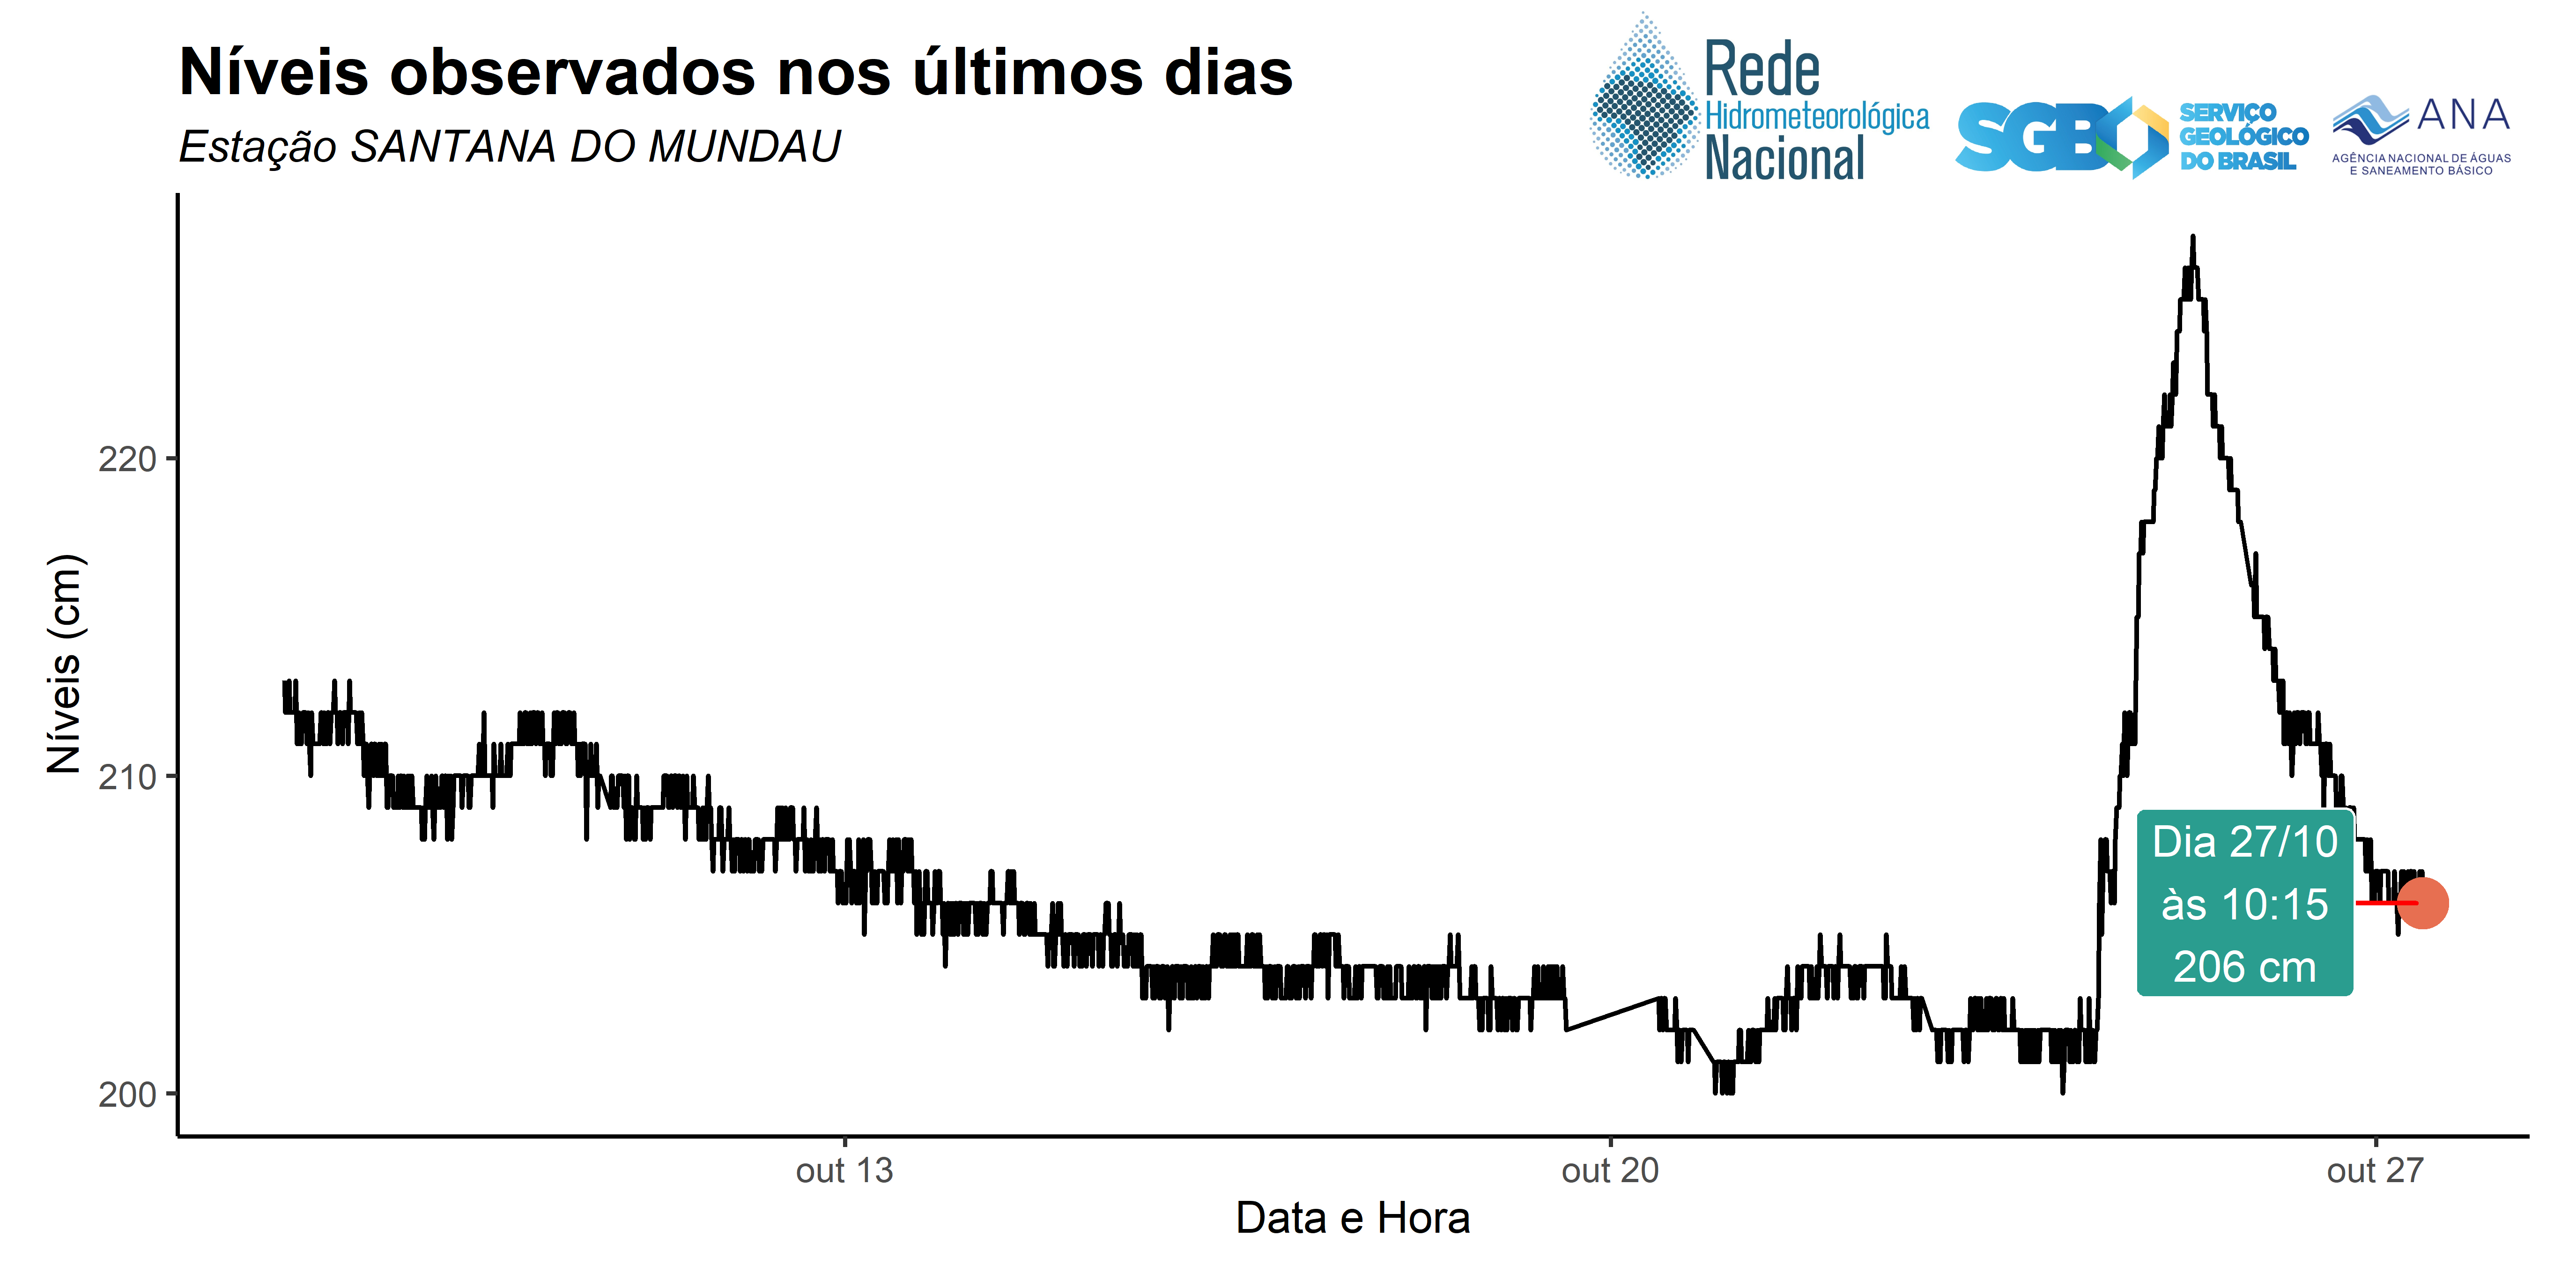 Níveis observados nos últimos dias
Estação SANTANA DO MUNDAU
Rede
Hidrometeorológica
Nacional
SGB
SERVIÇO
GEOLÓGICO
DO BRASIL
ANA
AGÊNCIA NACIONAL DE ÁGUAS
E SANEAMENTO BÁSICO
Níveis (cm)
220
210
200
Dia 27/10
às 10:15
206 cm
out 13
out 20
out 27
Data e Hora